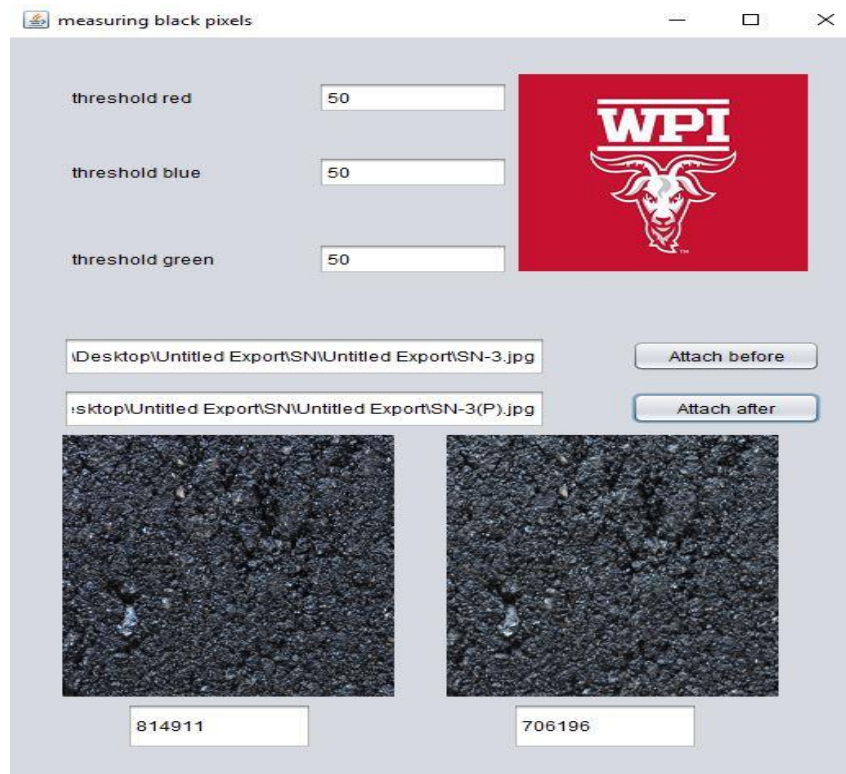 measuring black pixels
threshold red
50
WPI
threshold blue
50
threshold green
50
TM
\Desktop\Untitled Export\SN\Untitled Export\SN-3.jpg
Attach before
sktop\Untitled Export\SN\Untitled Export\SN-3(P).jpg
Attach after
814911
706196